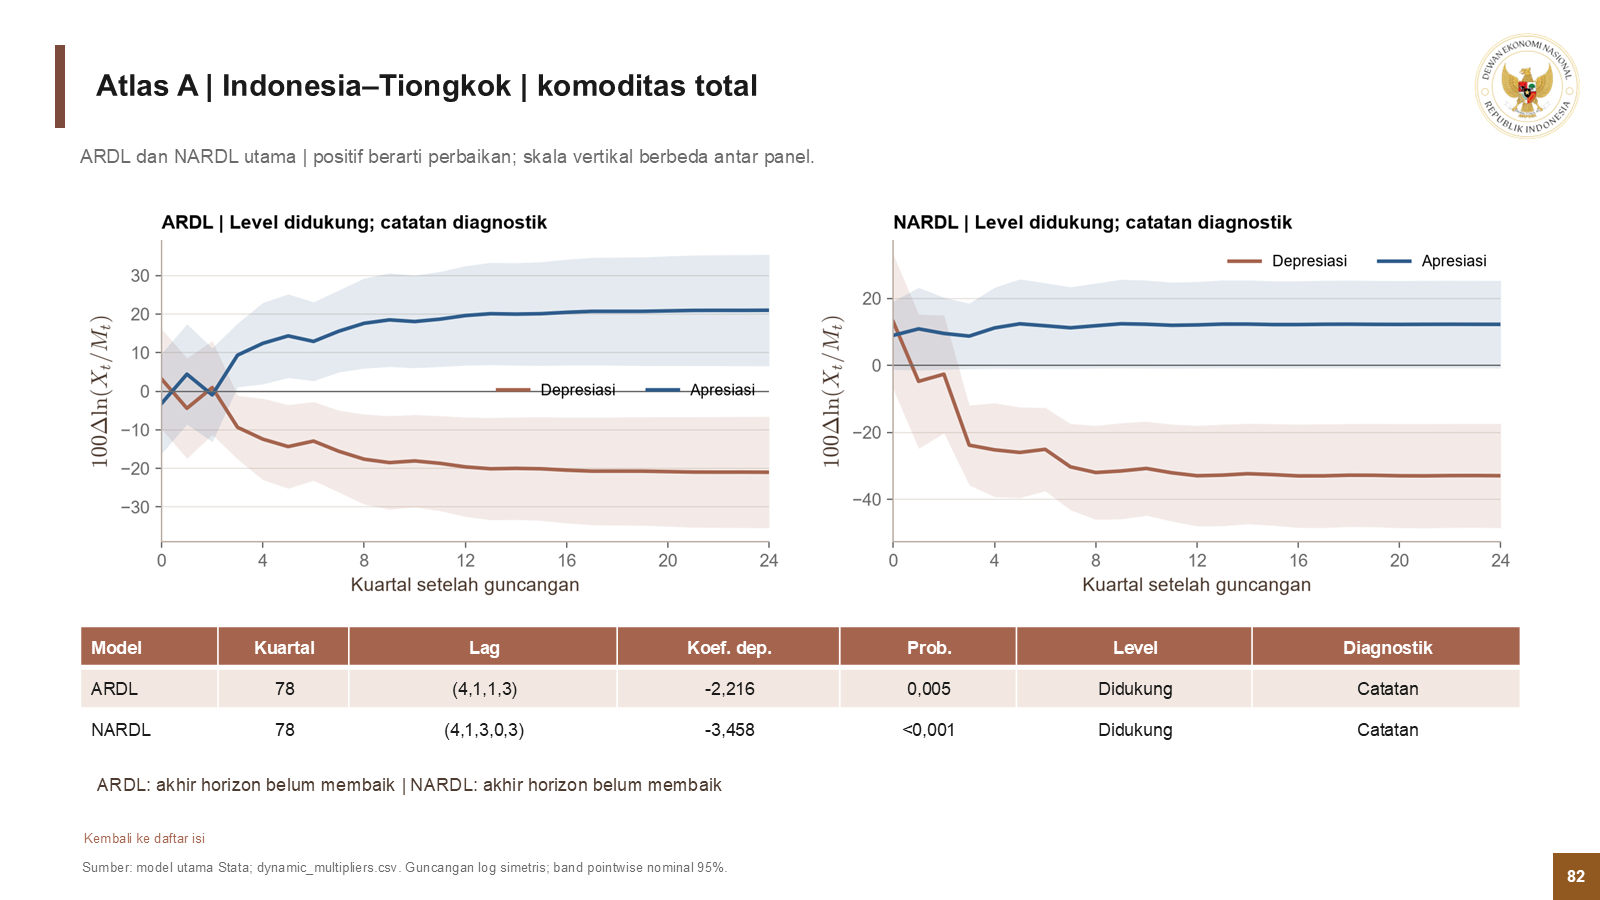 Atlas A | Indonesia–Tiongkok | komoditas total
DEWAN EKONOMI NASIONAL
REPUBLIK INDONESIA
ARDL dan NARDL utama | positif berarti perbaikan; skala vertikal berbeda antar panel.
ARDL | Level didukung; catatan diagnostik
100Δln(Xₜ/Mₜ)
30
20
10
0
−10
−20
−30
Depresiasi
Apresiasi
0 4 8 12 16 20 24
Kuartal setelah guncangan
NARDL | Level didukung; catatan diagnostik
100Δln(Xₜ/Mₜ)
20
0
−20
−40
Depresiasi
Apresiasi
0 4 8 12 16 20 24
Kuartal setelah guncangan
Model Kuartal Lag Koef. dep. Prob. Level Diagnostik
ARDL 78 (4,1,1,3) -2,216 0,005 Didukung Catatan
NARDL 78 (4,1,3,0,3) -3,458 <0,001 Didukung Catatan
ARDL: akhir horizon belum membaik | NARDL: akhir horizon belum membaik
Kembali ke daftar isi
Sumber: model utama Stata; dynamic_multipliers.csv. Guncangan log simetris; band pointwise nominal 95%.
82